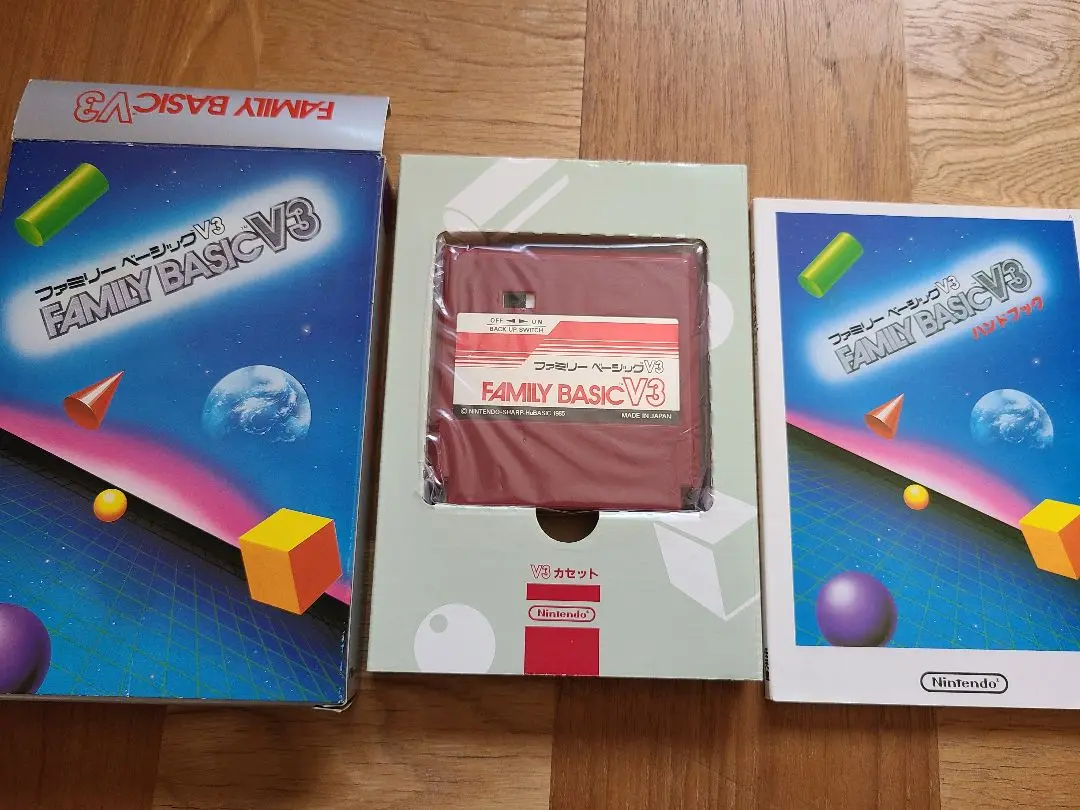 FAMILY BASIC V3
ファミリー ベーシックV3
FAMILY BASIC V3
OFF ◄ ► ON
BACK UP SWITCH
ファミリー ベーシックV3
FAMILY BASIC V3
© NINTENDO・SHARP・HuBASIC 1985 MADE IN JAPAN
V3 カセット
Nintendo
ファミリー ベーシックV3
FAMILY BASIC V3
ハンドブック
Nintendo